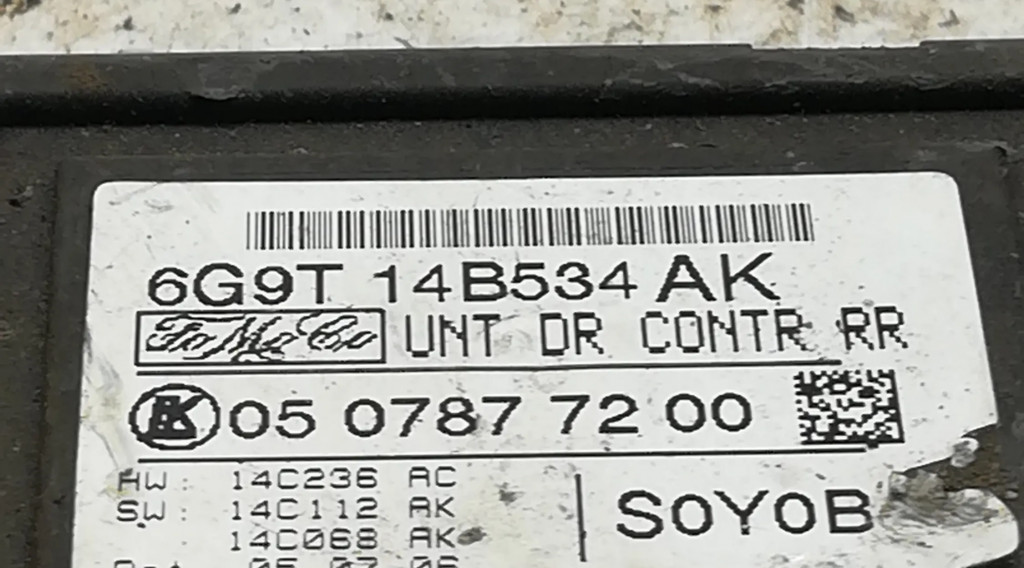 6G9T 14B534 AK
FoMoCo UNT DR CONTR RR
EK 05 0787 72 00
HW: 14C236 AC
SW: 14C112 AK
14C068 AK
S0Y0B